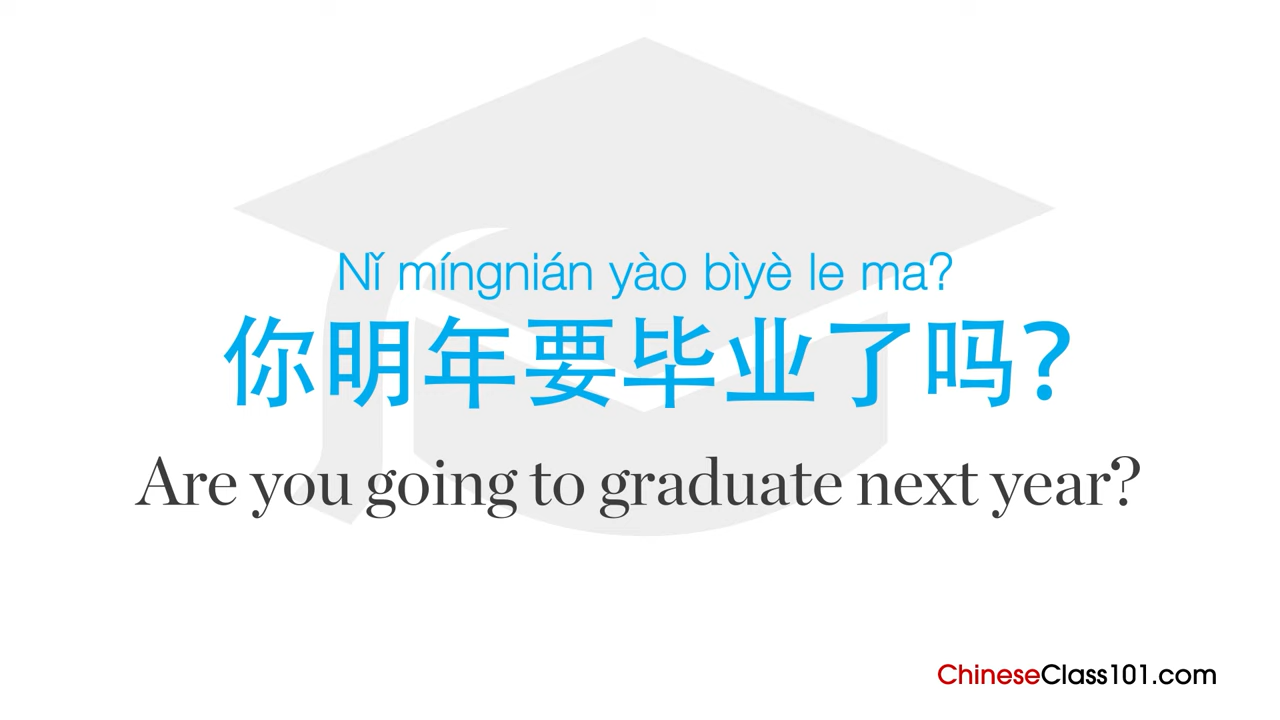 Nǐ míngnián yào bìyè le ma?
你明年要毕业了吗?
Are you going to graduate next year?
ChineseClass101.com